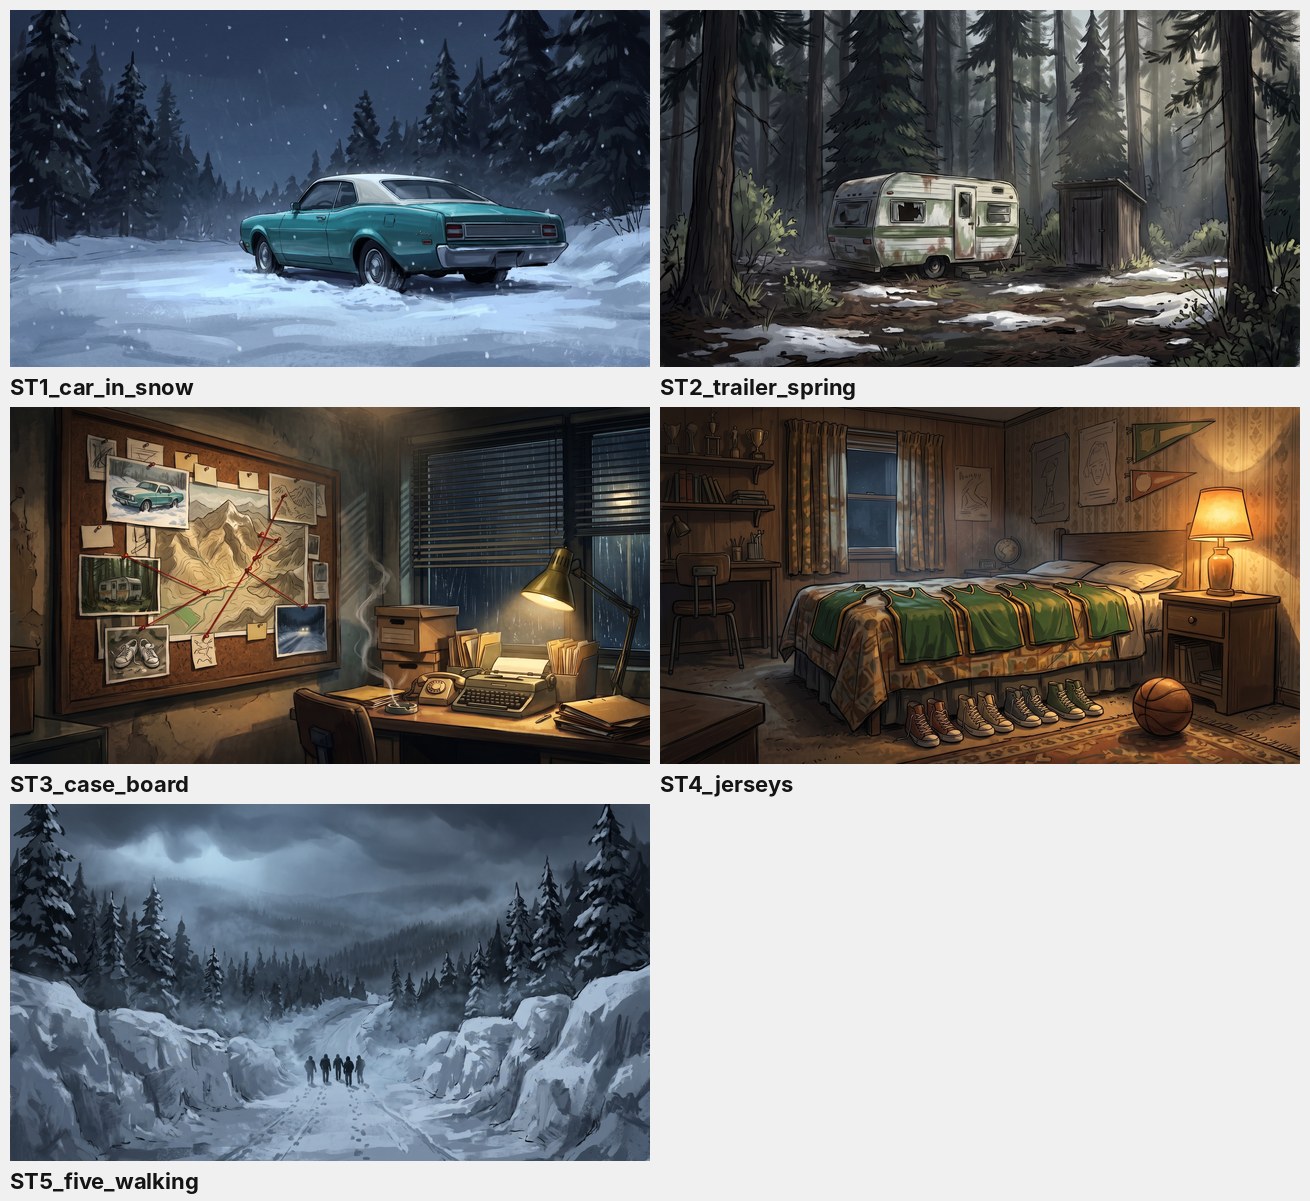 ST1_car_in_snow
ST2_trailer_spring
ST3_case_board
ST4_jerseys
ST5_five_walking